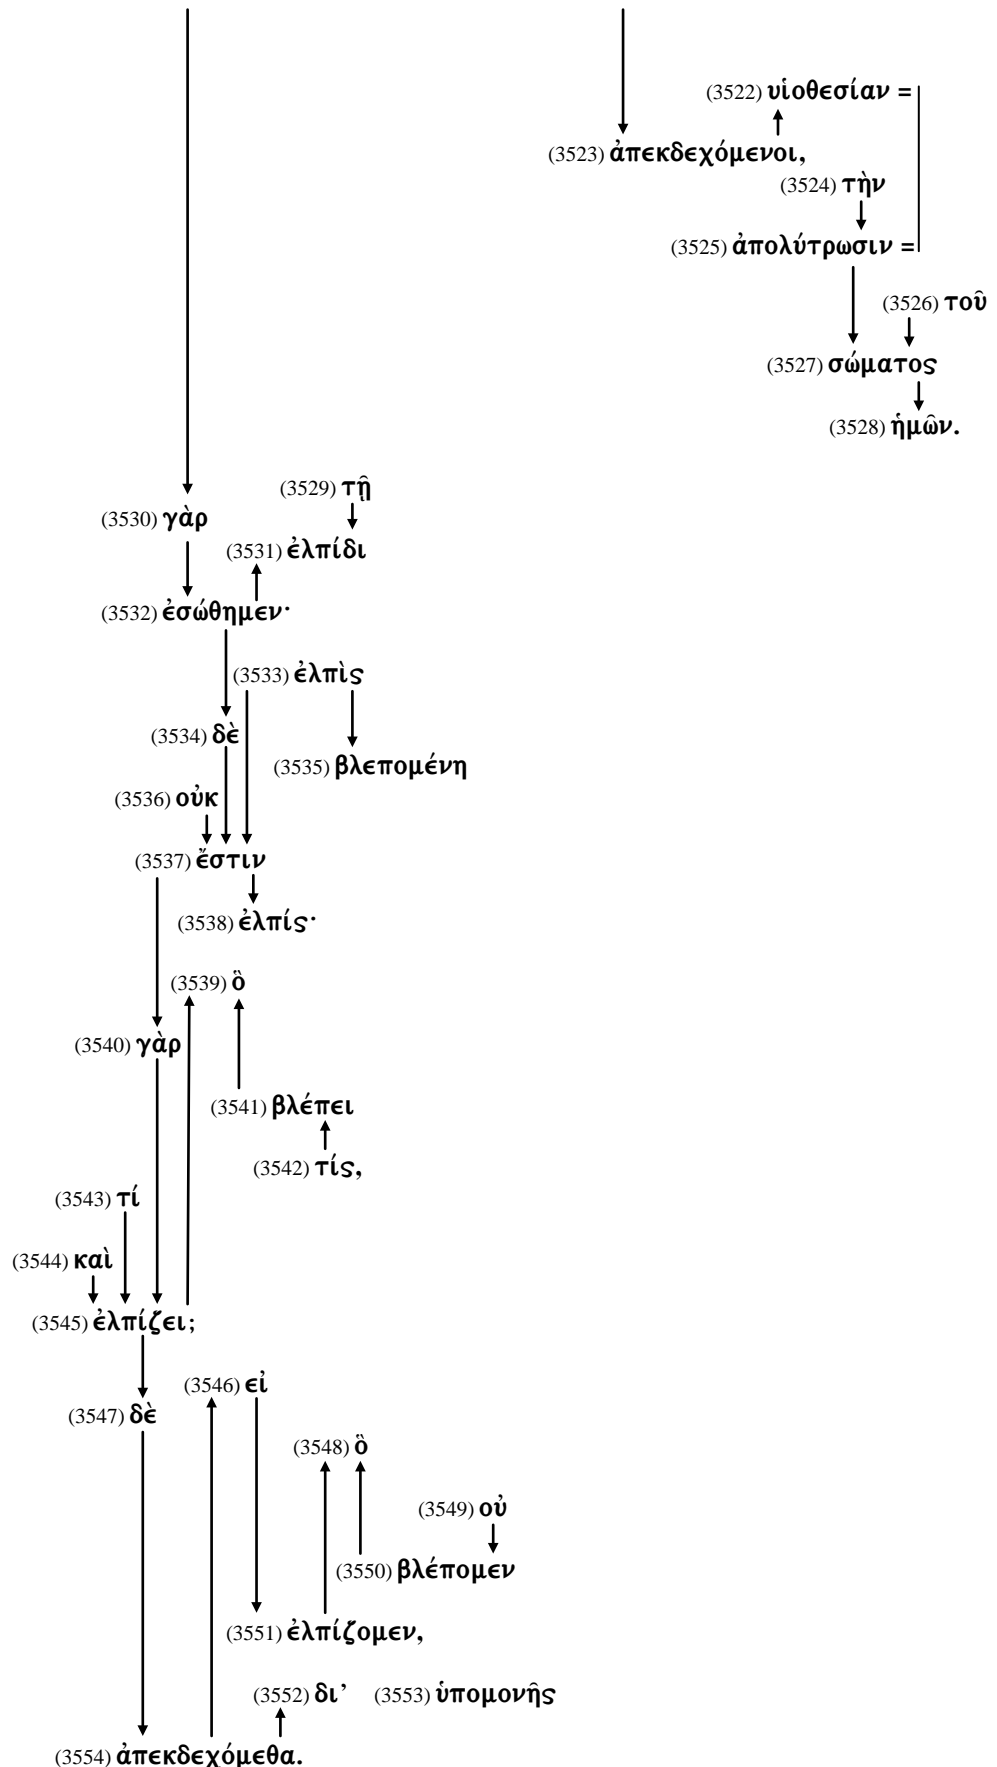 (3522) υἱοθεσίαν =
(3523) ἀπεκδεχόμενοι,
(3524) τὴν
(3525) ἀπολύτρωσιν =
(3526) τοῦ
(3527) σώματος
(3528) ἡμῶν.
(3529) τῇ
(3530) γὰρ
(3531) ἐλπίδι
(3532) ἐσώθημεν·
(3533) ἐλπὶς
(3534) δὲ
(3535) βλεπομένη
(3536) οὐκ
(3537) ἔστιν
(3538) ἐλπίς·
(3539) ὃ
(3540) γὰρ
(3541) βλέπει
(3542) τίς,
(3543) τί
(3544) καὶ
(3545) ἐλπίζει;
(3546) εἰ
(3547) δὲ
(3548) ὃ
(3549) οὐ
(3550) βλέπομεν
(3551) ἐλπίζομεν,
(3552) δι’ (3553) ὑπομονῆς
(3554) ἀπεκδεχόμεθα.